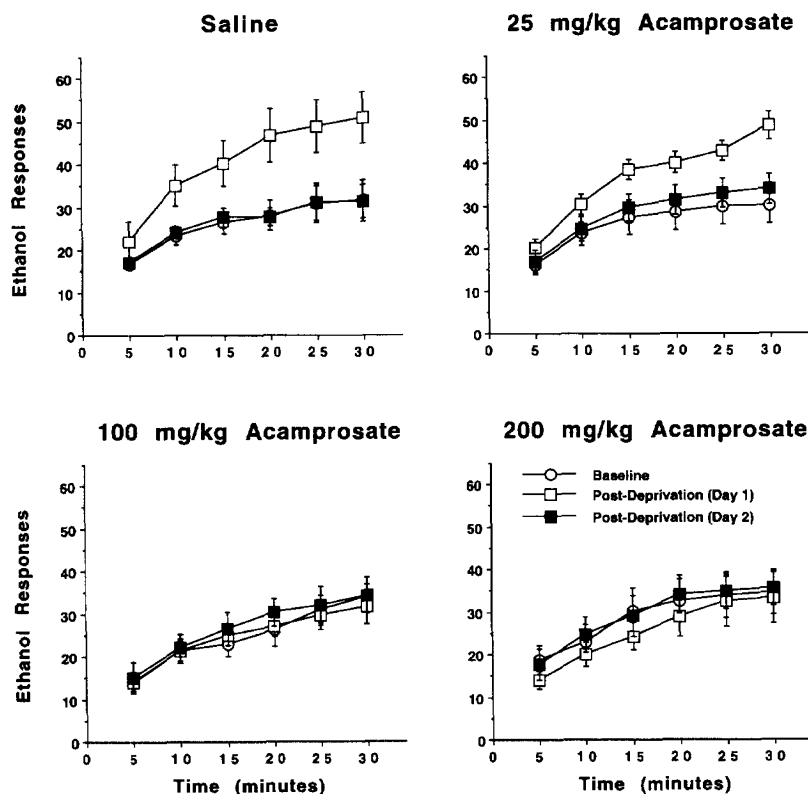 Saline
25 mg/kg Acamprosate
Ethanol Responses
60
50
40
30
20
10
0
0 5 10 15 20 25 30
60
50
40
30
20
10
0
0 5 10 15 20 25 30
100 mg/kg Acamprosate
200 mg/kg Acamprosate
Ethanol Responses
60
50
40
30
20
10
0
0 5 10 15 20 25 30
Time (minutes)
60
50
40
30
20
10
0
Baseline
Post-Deprivation (Day 1)
Post-Deprivation (Day 2)
0 5 10 15 20 25 30
Time (minutes)